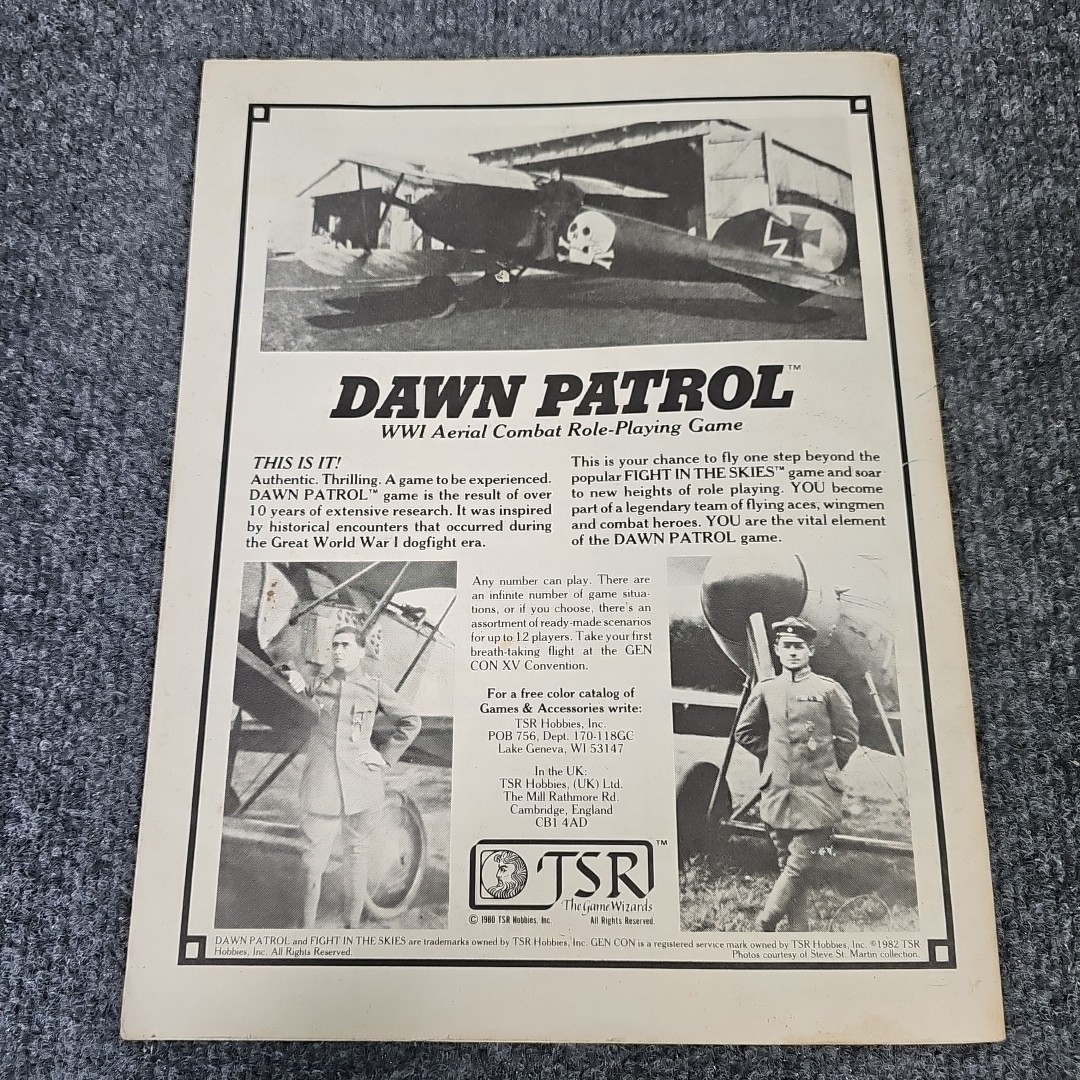 DAWN PATROL™
WWI Aerial Combat Role-Playing Game
THIS IS IT!
Authentic. Thrilling. A game to be experienced.
DAWN PATROL™ game is the result of over
10 years of extensive research. It was inspired
by historical encounters that occurred during
the Great World War I dogfight era.
This is your chance to fly one step beyond the
popular FIGHT IN THE SKIES™ game and soar
to new heights of role playing. YOU become
part of a legendary team of flying aces, wingmen
and combat heroes. YOU are the vital element
of the DAWN PATROL game.
Any number can play. There are
an infinite number of game situa-
tions, or if you choose, there's an
assortment of ready-made scenarios
for up to 12 players. Take your first
breath-taking flight at the GEN
CON XV Convention.
For a free color catalog of
Games & Accessories write:
TSR Hobbies, Inc.
POB 756, Dept. 170-118GC
Lake Geneva, WI 53147
In the UK:
TSR Hobbies, (UK) Ltd.
The Mill Rathmore Rd.
Cambridge, England
CB1 4AD
TSR™
The Game Wizards
© 1980 TSR Hobbies, Inc. All Rights Reserved.
DAWN PATROL and FIGHT IN THE SKIES are trademarks owned by TSR Hobbies, Inc. GEN CON is a registered service mark owned by TSR Hobbies, Inc. ©1982 TSR
Hobbies, Inc. All Rights Reserved. Photos courtesy of Steve St. Martin collection.